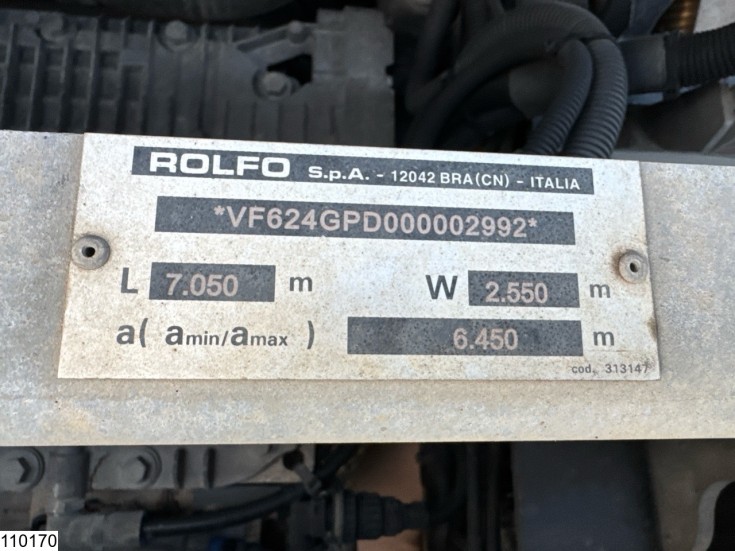 ROLFO S.p.A. - 12042 BRA(CN) - ITALIA
*VF624GPD000002992*
L 7.050 m W 2.550 m
a( amin/amax ) 6.450 m
cod. 313147
110170